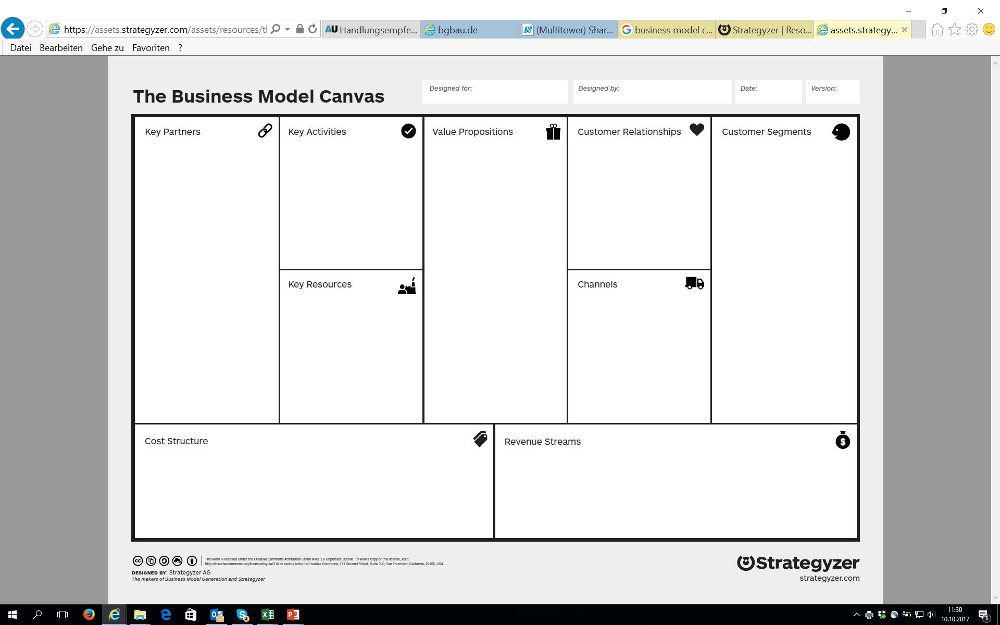 https://assets.strategyzer.com/assets/resources/tl
AU Handlungsempfe...
bgbau.de
(Multitower) Shar...
business model c...
Strategyzer | Reso...
assets.strategy...
Datei Bearbeiten Gehe zu Favoriten ?
The Business Model Canvas
Designed for:
Designed by:
Date:
Version:
Key Partners
Key Activities
Value Propositions
Customer Relationships
Customer Segments
Key Resources
Channels
Cost Structure
Revenue Streams
$
cc
This work is licensed under the Creative Commons Attribution-Share Alike 3.0 Unported License. To view a copy of this license, visit:
http://creativecommons.org/licenses/by-sa/3.0/ or send a letter to Creative Commons, 171 Second Street, Suite 300, San Francisco, California, 94105, USA.
DESIGNED BY: Strategyzer AG
The makers of Business Model Generation and Strategyzer
Strategyzer
strategyzer.com
2
11:30
10.10.2017
1